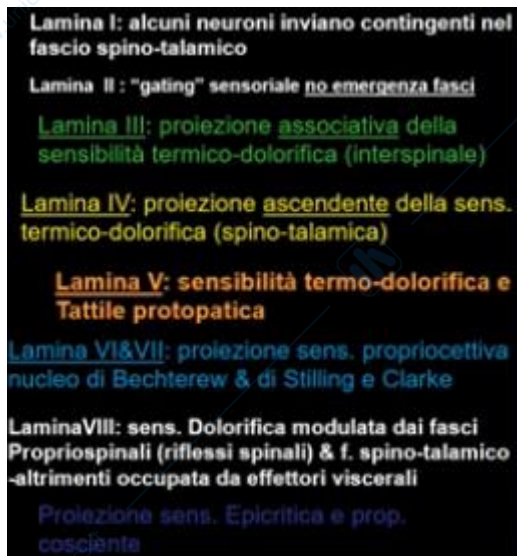 Lamina I: alcuni neuroni inviano contingenti nel
fascio spino-talamico
Lamina II : "gating" sensoriale no emergenza fasci
Lamina III: proiezione associativa della
sensibilità termico-dolorifica (interspinale)
Lamina IV: proiezione ascendente della sens.
termico-dolorifica (spino-talamica)
Lamina V: sensibilità termo-dolorifica e
Tattile protopatica
Lamina VI&VII: proiezione sens. propriocettiva
nucleo di Bechterew & di Stilling e Clarke
LaminaVIII: sens. Dolorifica modulata dai fasci
Propriospinali (riflessi spinali) & f. spino-talamico
-altrimenti occupata da effettori viscerali
Proiezione sens. Epicritica e prop.
cosciente